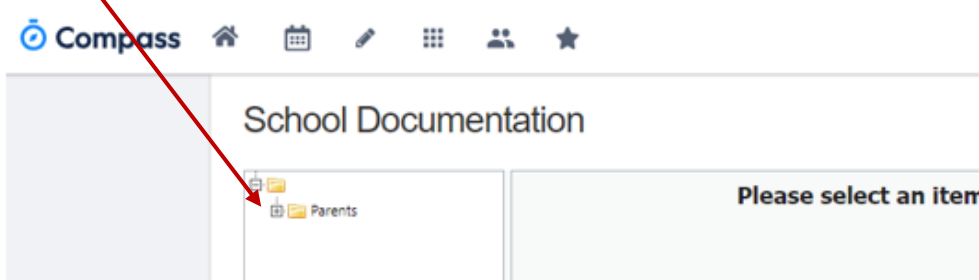 Compass
School Documentation
Parents
Please select an item